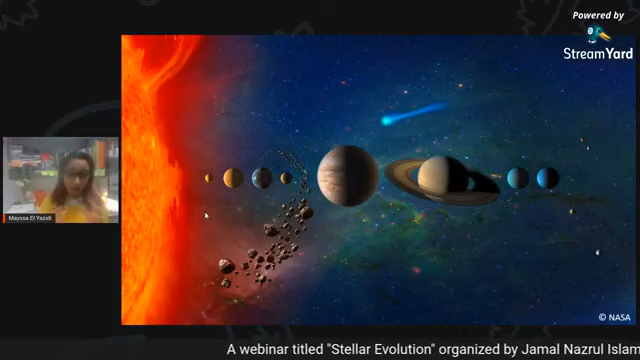 Powered by
StreamYard
Mayssa El Yazidi
© NASA
A webinar titled "Stellar Evolution" organized by Jamal Nazrul Islam